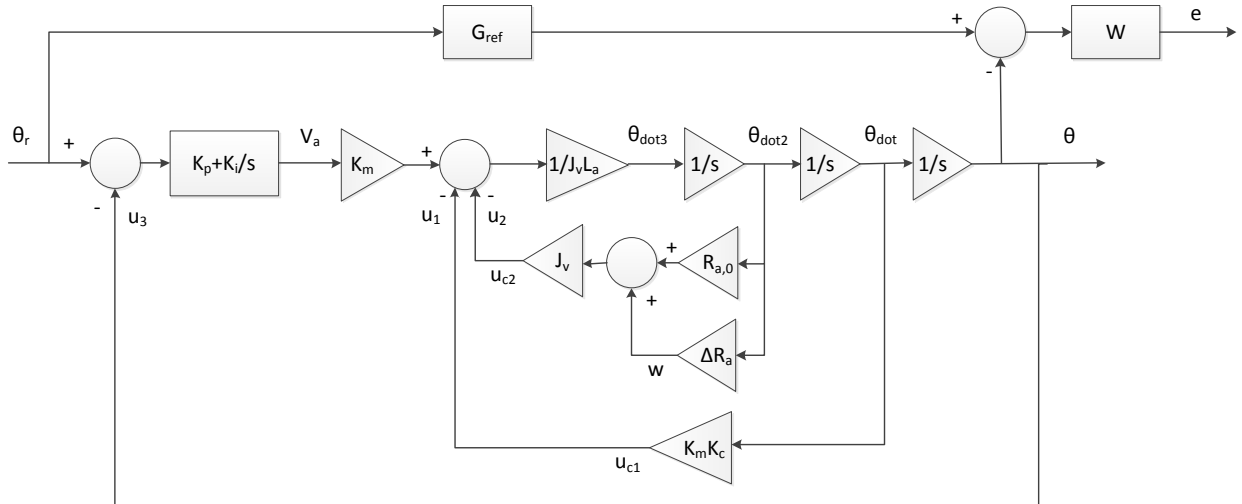 G_ref
+
-
W
e
θ_r
+
-
u_3
K_p+K_i/s
V_a
K_m
+
-
-
u_1
u_2
1/J_vL_a
θ_dot3
1/s
θ_dot2
1/s
θ_dot
1/s
θ
u_c2
J_v
+
+
R_a,0
w
ΔR_a
u_c1
K_mK_c